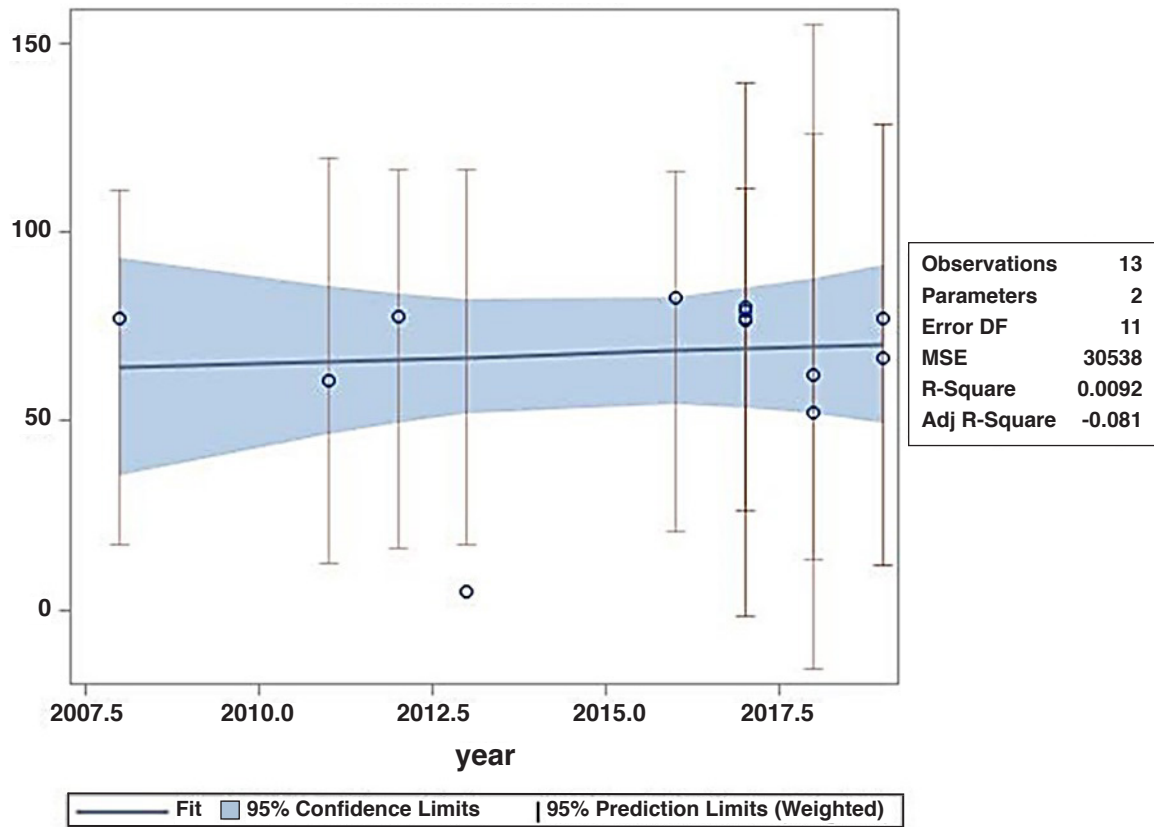 150
100
50
0
2007.5 2010.0 2012.5 2015.0 2017.5
year
Observations 13
Parameters 2
Error DF 11
MSE 30538
R-Square 0.0092
Adj R-Square -0.081
Fit 95% Confidence Limits 95% Prediction Limits (Weighted)